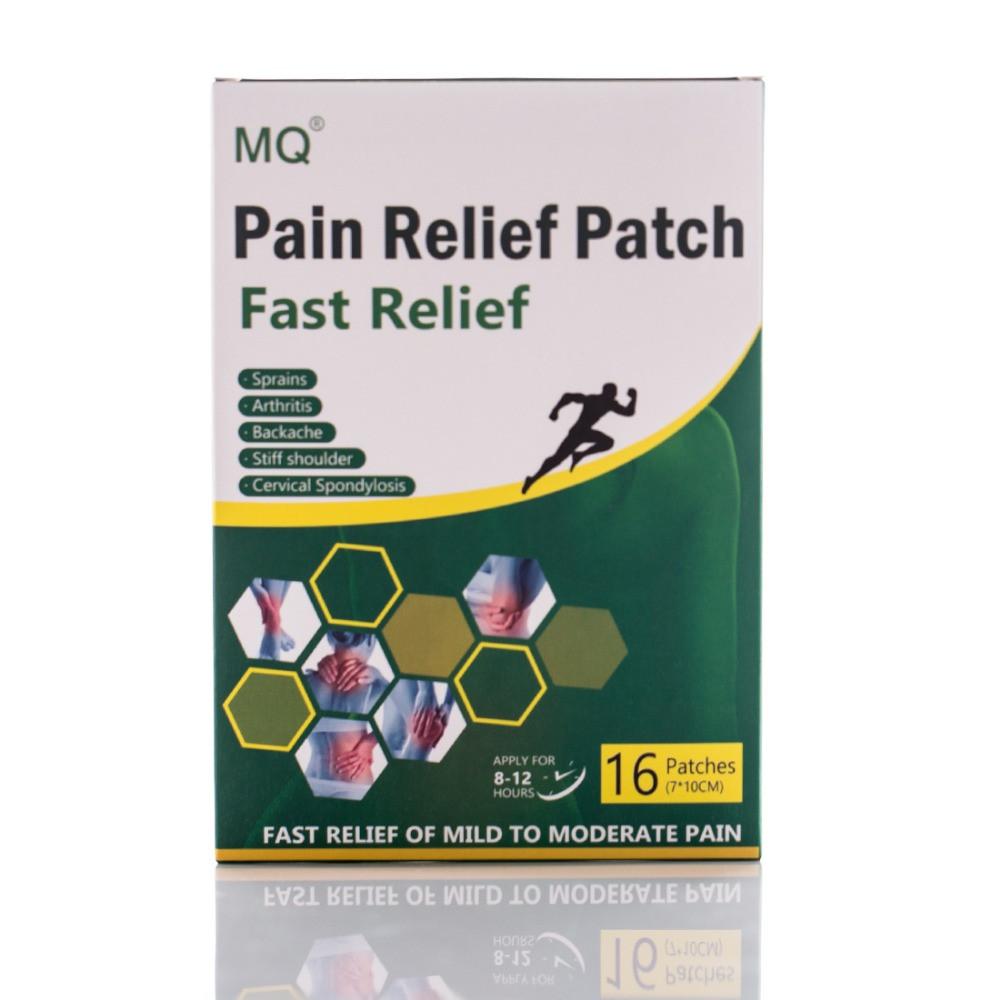 MQ®
Pain Relief Patch
Fast Relief
· Sprains
· Arthritis
· Backache
· Stiff shoulder
· Cervical Spondylosis
APPLY FOR
8-12
HOURS
16 Patches
(7*10CM)
FAST RELIEF OF MILD TO MODERATE PAIN